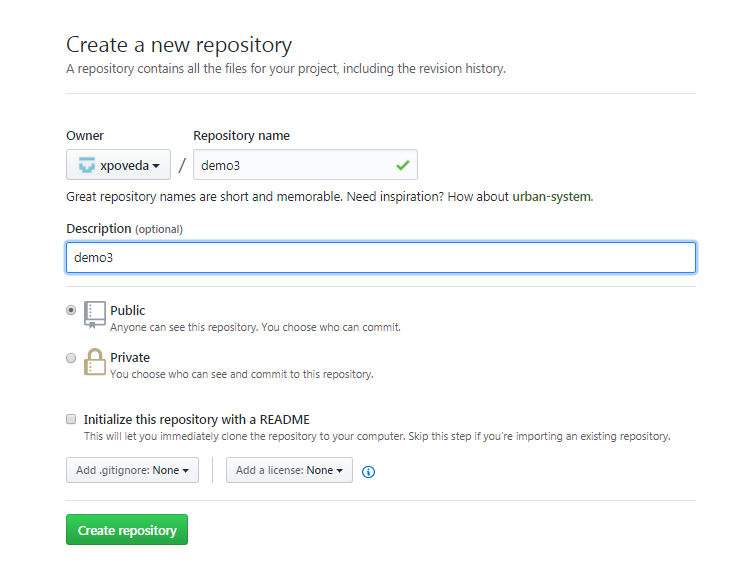 Create a new repository
A repository contains all the files for your project, including the revision history.
Owner
Repository name
xpoveda / demo3
Great repository names are short and memorable. Need inspiration? How about urban-system.
Description (optional)
demo3
Public
Anyone can see this repository. You choose who can commit.
Private
You choose who can see and commit to this repository.
Initialize this repository with a README
This will let you immediately clone the repository to your computer. Skip this step if you’re importing an existing repository.
Add .gitignore: None
Add a license: None
Create repository